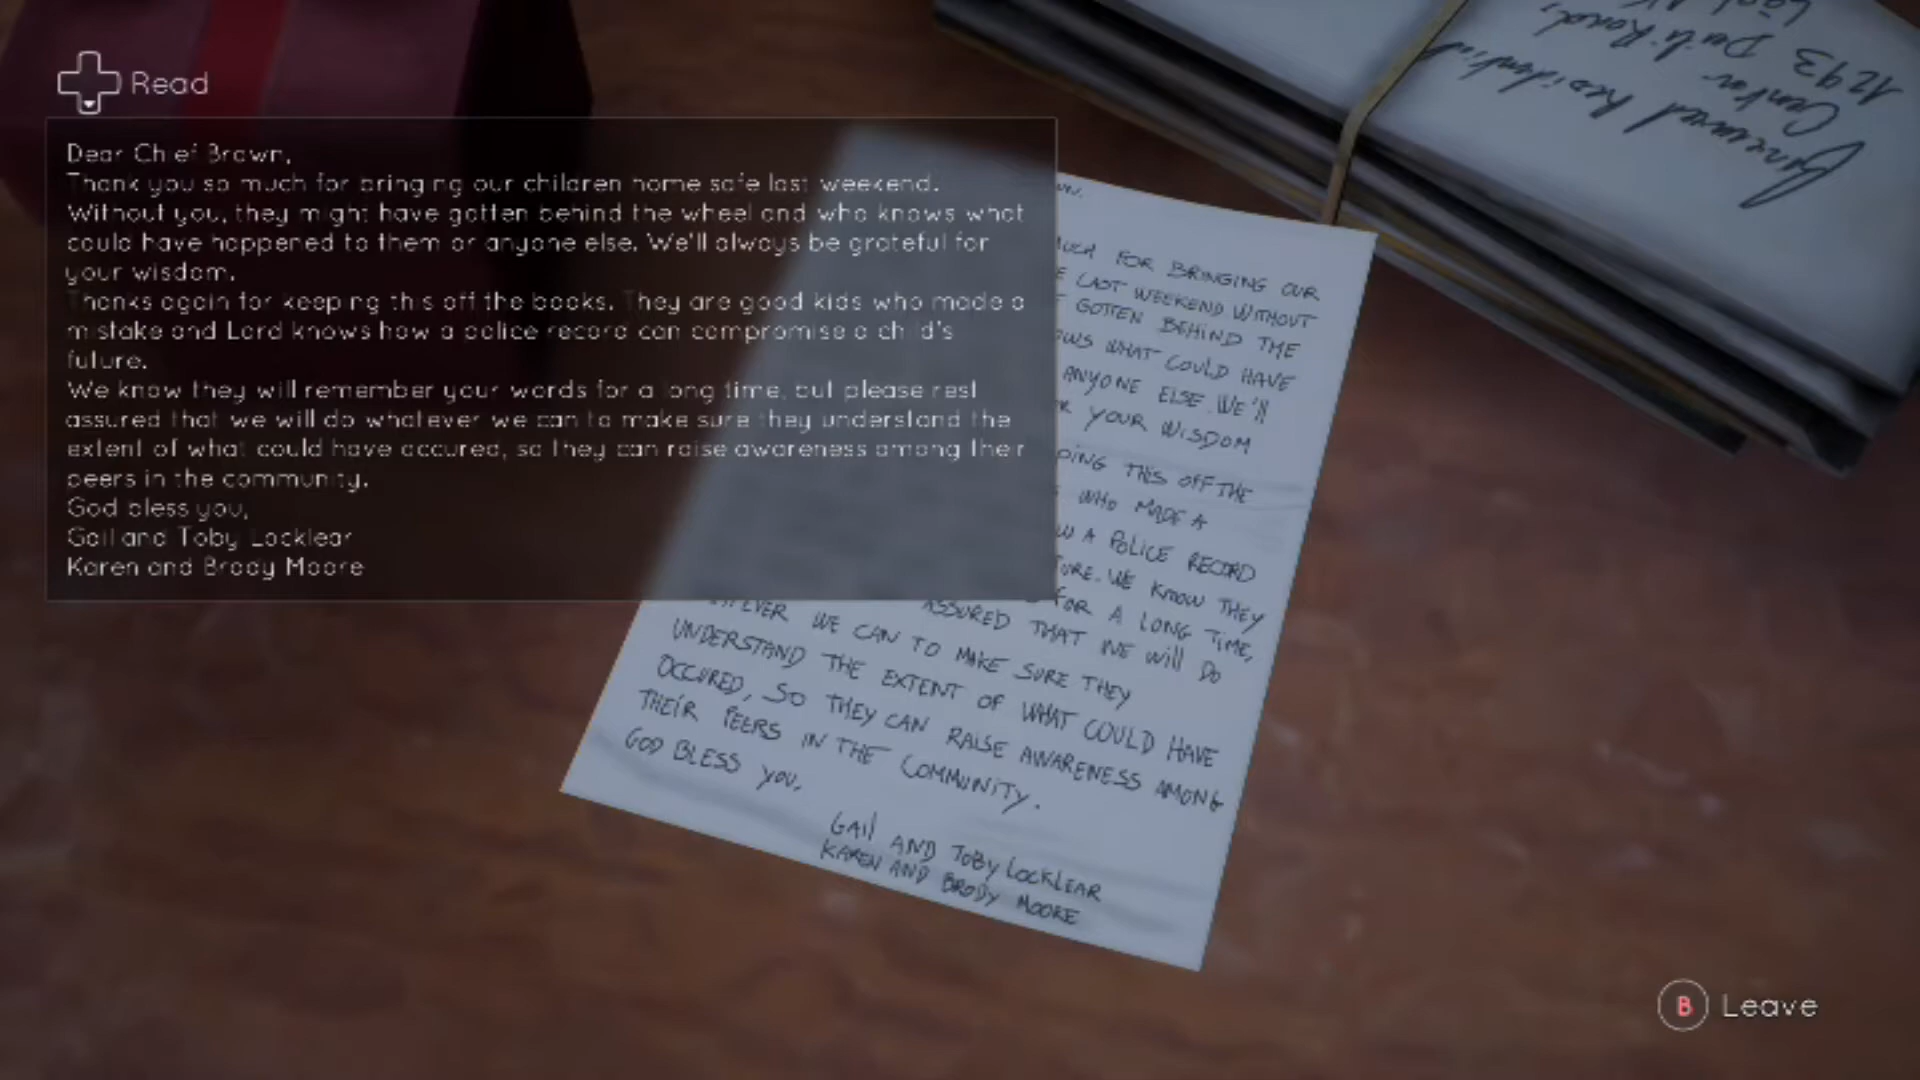 Read
Dear Chief Brown,
Thank you so much for bringing our children home safe last weekend.
Without you, they might have gotten behind the wheel and who knows what
could have happened to them or anyone else. We'll always be grateful for
your wisdom.
Thanks again for keeping this off the books. They are good kids who made a
mistake and Lord knows how a police record can compromise a child's
future.
We know they will remember your words for a long time, but please rest
assured that we will do whatever we can to make sure they understand the
extent of what could have occured, so they can raise awareness among their
peers in the community.
God bless you,
Gail and Toby Locklear
Karen and Brody Moore
MUCH FOR BRINGING OUR
LAST WEEKEND WITHOUT
GOTTEN BEHIND THE
WHAT COULD HAVE
ANYONE ELSE. WE'll
YOUR WISDOM
THIS OFF THE
WHO MADE A
A POLICE RECORD
WE KNOW THEY
FOR A LONG TIME,
ASSURED THAT WE WILL DO
WE CAN TO MAKE SURE THEY
UNDERSTAND THE EXTENT OF WHAT COULD HAVE
OCCURED, SO THEY CAN RAISE AWARENESS AMONG
THEIR PEERS IN THE COMMUNITY.
GOD BLESS YOU,
GAIL AND TOBY LOCKLEAR
KAREN AND BRODY MOORE
Residential
Center
1293 Road,
B Leave